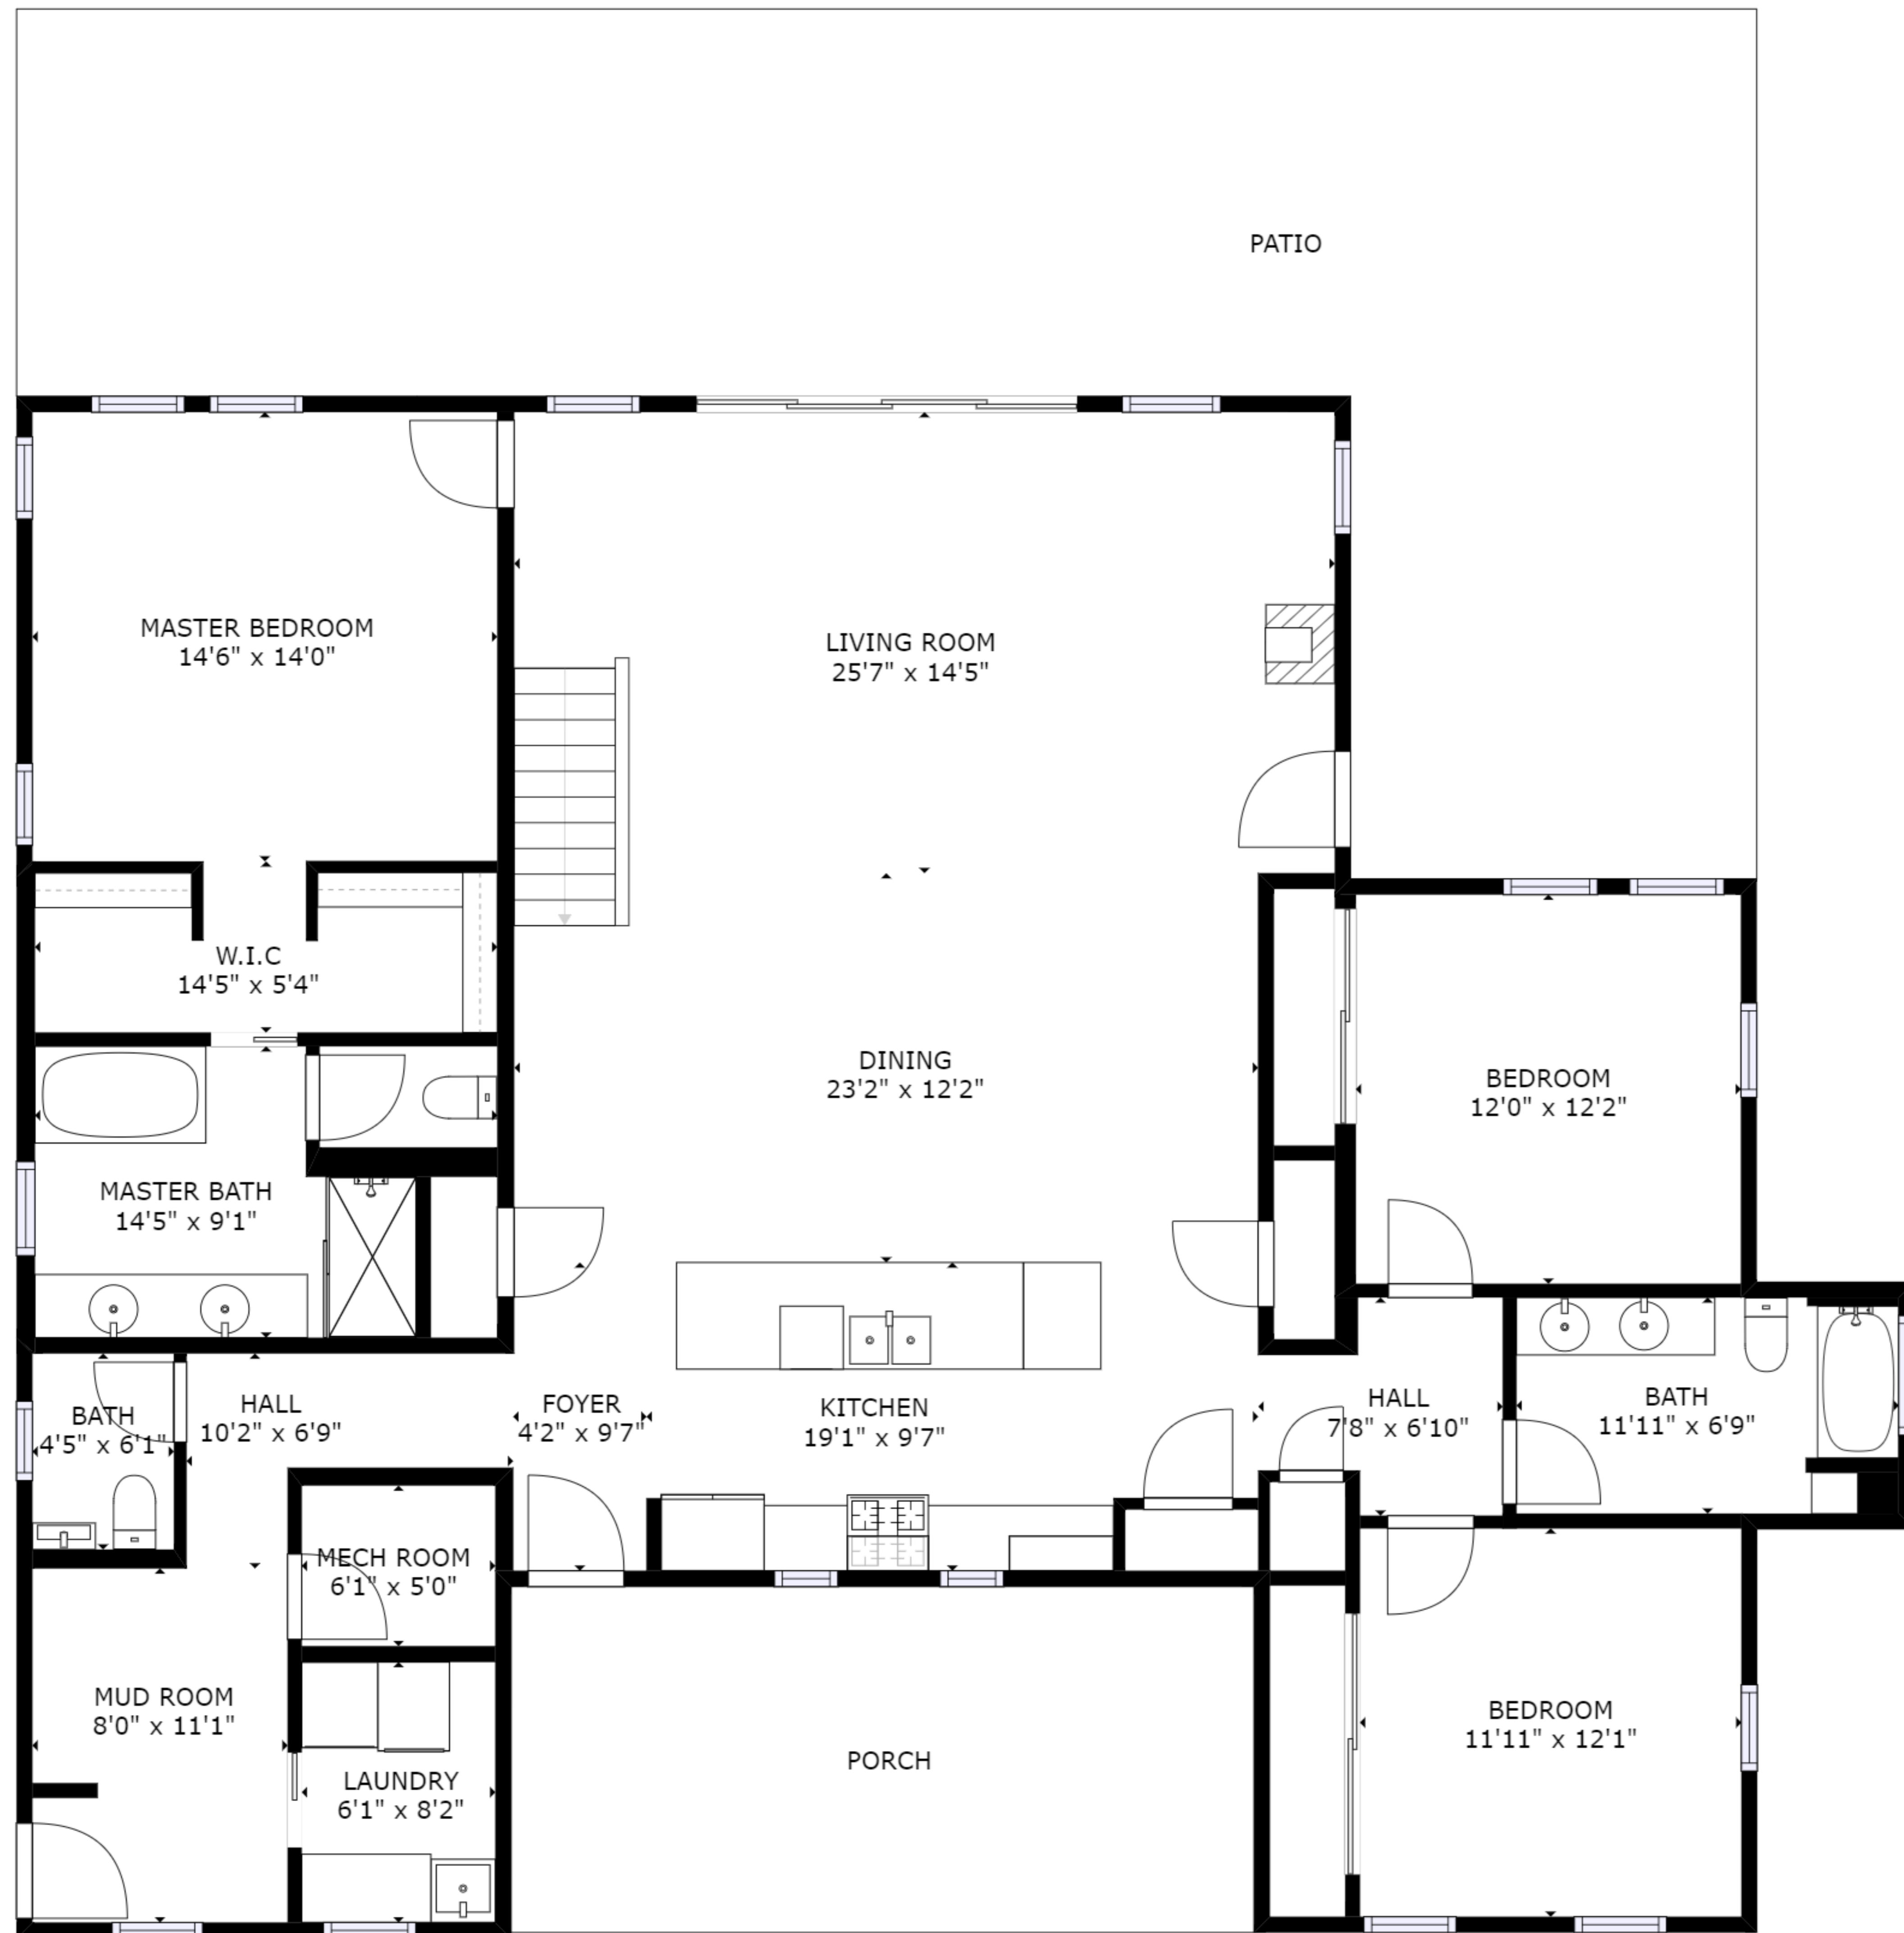 PATIO
MASTER BEDROOM
14'6" x 14'0"
LIVING ROOM
25'7" x 14'5"
W.I.C
14'5" x 5'4"
DINING
23'2" x 12'2"
BEDROOM
12'0" x 12'2"
MASTER BATH
14'5" x 9'1"
BATH
4'5" x 6'1"
HALL
10'2" x 6'9"
FOYER
4'2" x 9'7"
KITCHEN
19'1" x 9'7"
HALL
7'8" x 6'10"
BATH
11'11" x 6'9"
MECH ROOM
6'1" x 5'0"
MUD ROOM
8'0" x 11'1"
LAUNDRY
6'1" x 8'2"
PORCH
BEDROOM
11'11" x 12'1"